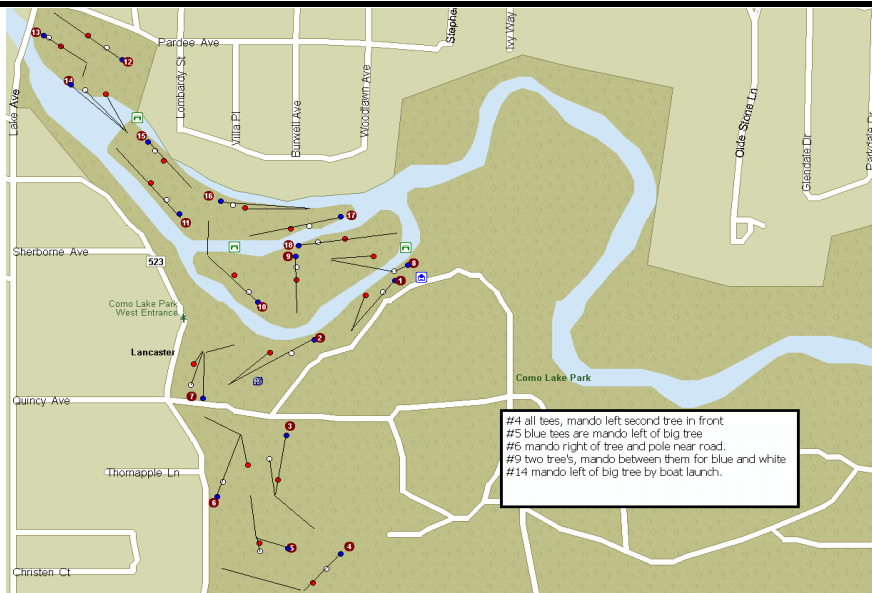 Stephe
Ivy Way
13
12
Pardee Ave
14
Lake Ave
Lombardy St
Villa Pl
Burwell Ave
Woodlawn Ave
Olde Stone Ln
Glendale Dr
Parkdale Dr
15
16
11
17
18
Sherborne Ave
523
9
8
1
10
Como Lake Park
West Entrance
2
Lancaster
Como Lake Park
7
Quincy Ave
3
#4 all tees, mando left second tree in front
#5 blue tees are mando left of big tree
#6 mando right of tree and pole near road.
#9 two tree's, mando between them for blue and white
#14 mando left of big tree by boat launch.
Thornapple Ln
6
5
4
Christen Ct